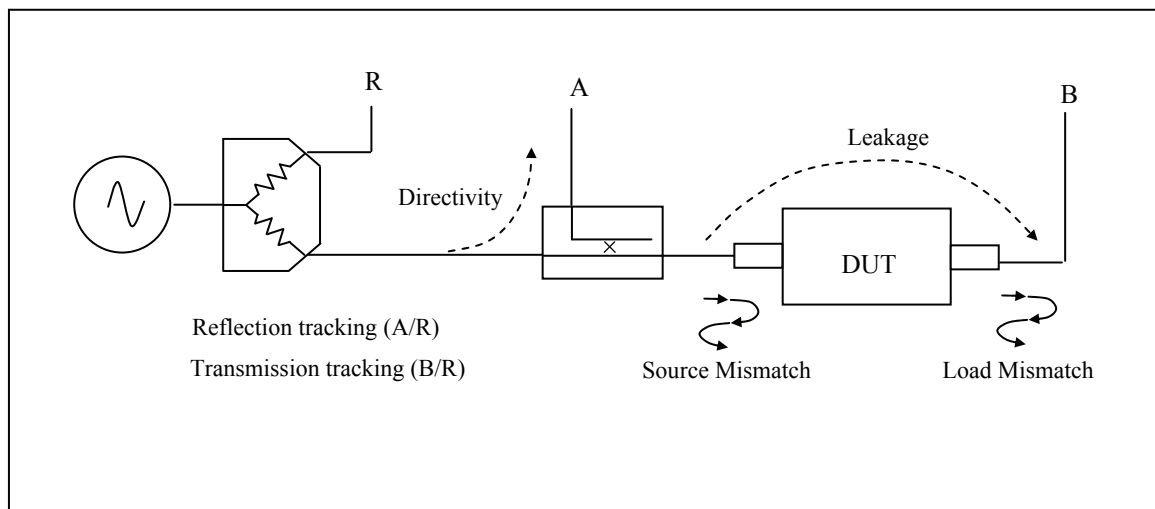 R
A
B
Leakage
Directivity
DUT
Reflection tracking (A/R)
Transmission tracking (B/R)
Source Mismatch
Load Mismatch